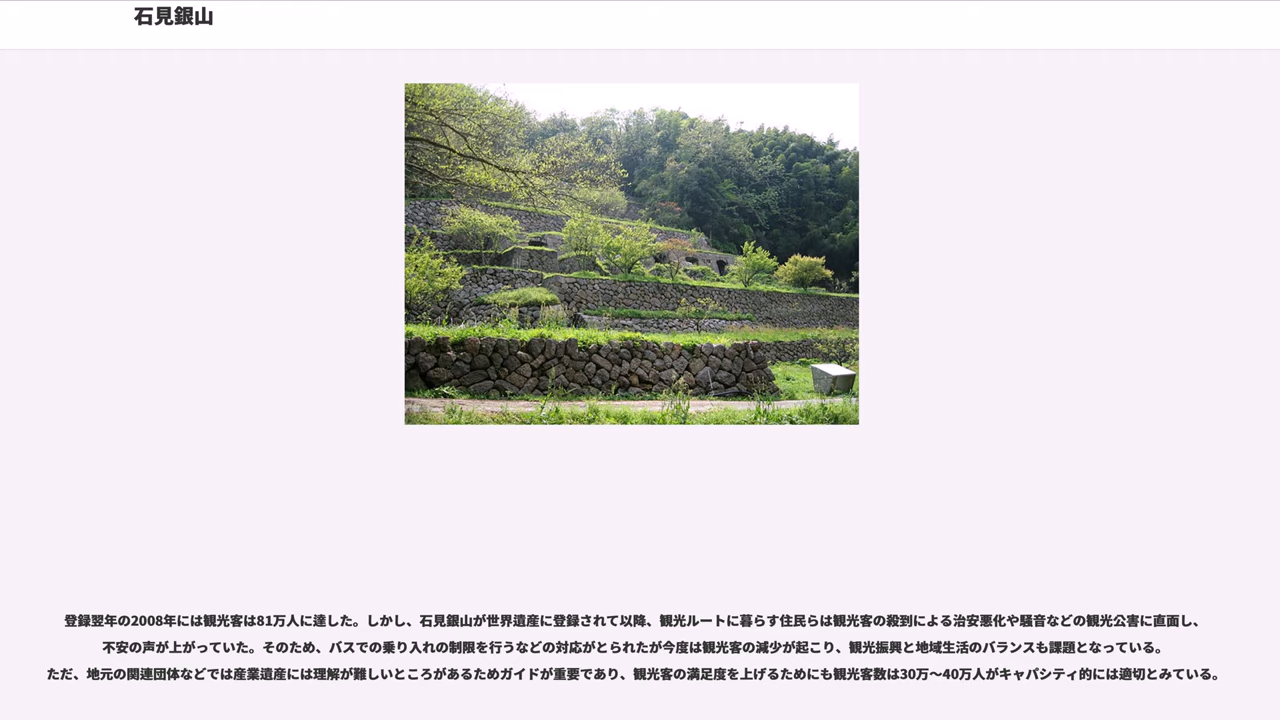 石見銀山
登録翌年の2008年には観光客は81万人に達した。しかし、石見銀山が世界遺産に登録されて以降、観光ルートに暮らす住民らは観光客の殺到による治安悪化や騒音などの観光公害に直面し、
不安の声が上がっていた。そのため、バスでの乗り入れの制限を行うなどの対応がとられたが今度は観光客の減少が起こり、観光振興と地域生活のバランスも課題となっている。
ただ、地元の関連団体などでは産業遺産には理解が難しいところがあるためガイドが重要であり、観光客の満足度を上げるためにも観光客数は30万〜40万人がキャパシティ的には適切とみている。